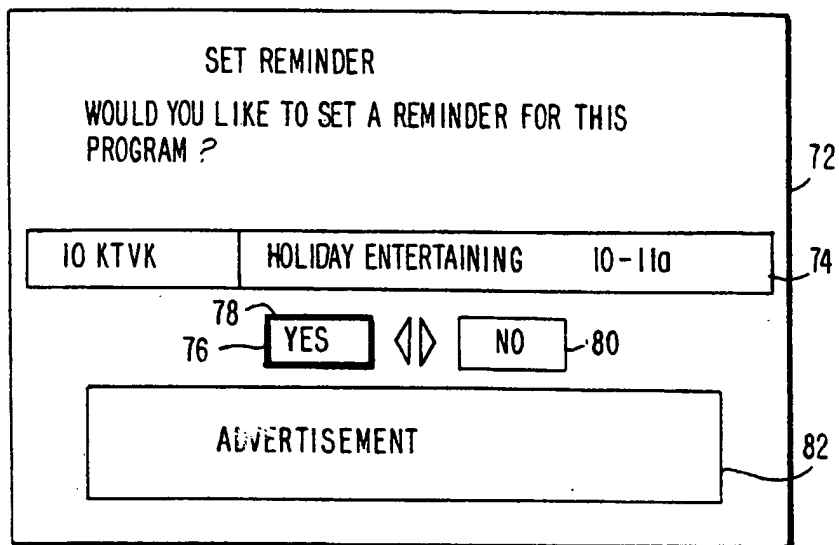 SET REMINDER
WOULD YOU LIKE TO SET A REMINDER FOR THIS
PROGRAM ?
72
10 KTVK HOLIDAY ENTERTAINING 10-11a
74
78
76 YES NO 80
ADVERTISEMENT
82